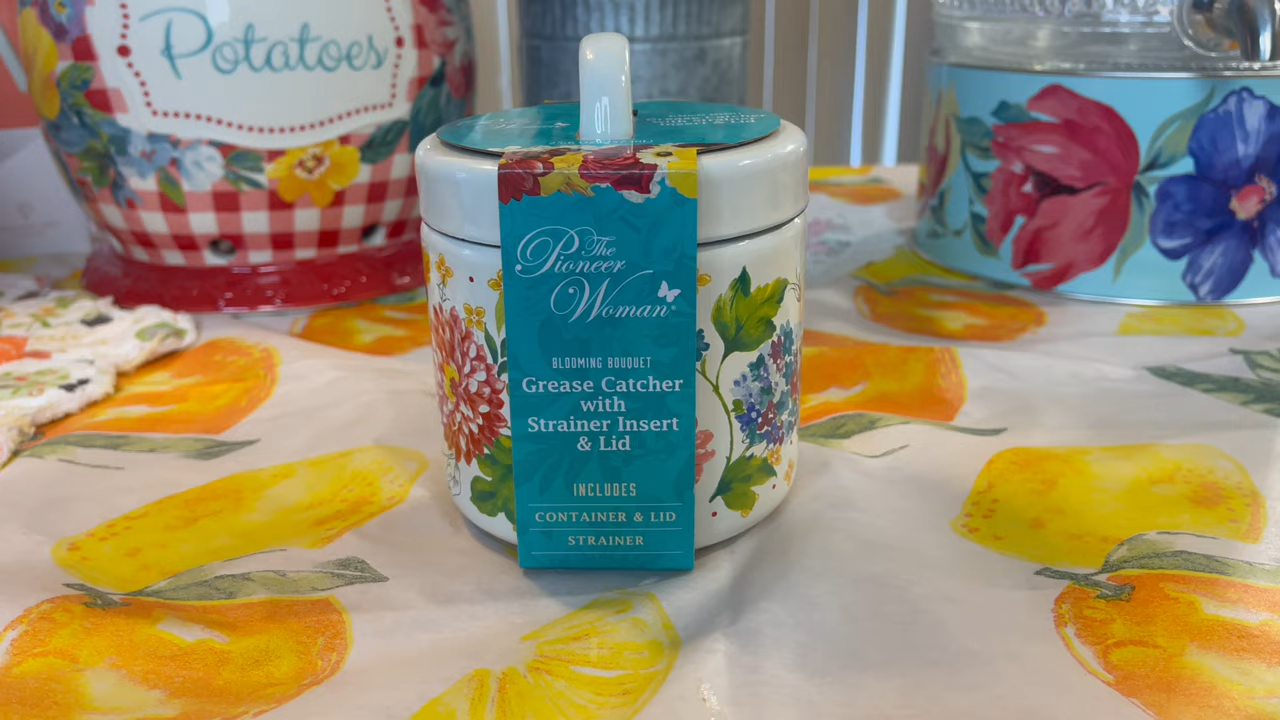 Potatoes
The
Pioneer
Woman
BLOOMING BOUQUET
Grease Catcher
with
Strainer Insert
& Lid
INCLUDES
CONTAINER & LID
STRAINER